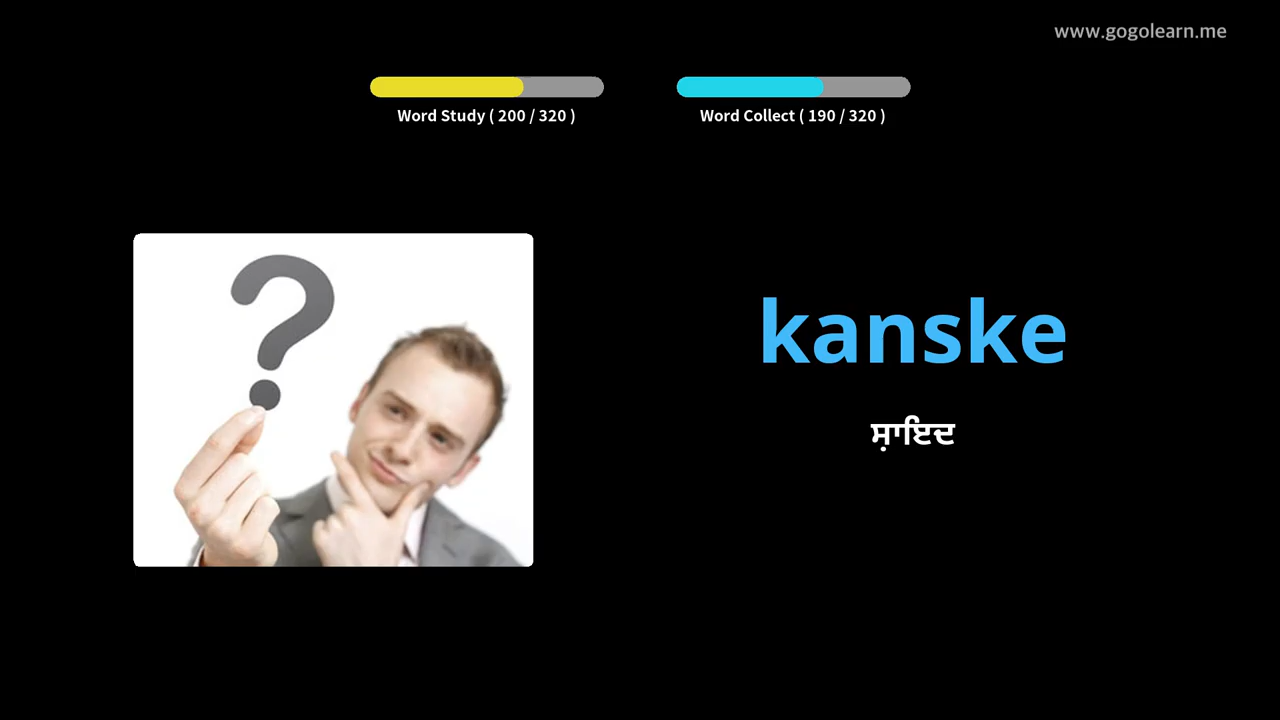 www.gogolearn.me
Word Study ( 200 / 320 )
Word Collect ( 190 / 320 )
?
kanske
ਸ਼ਾਇਦ